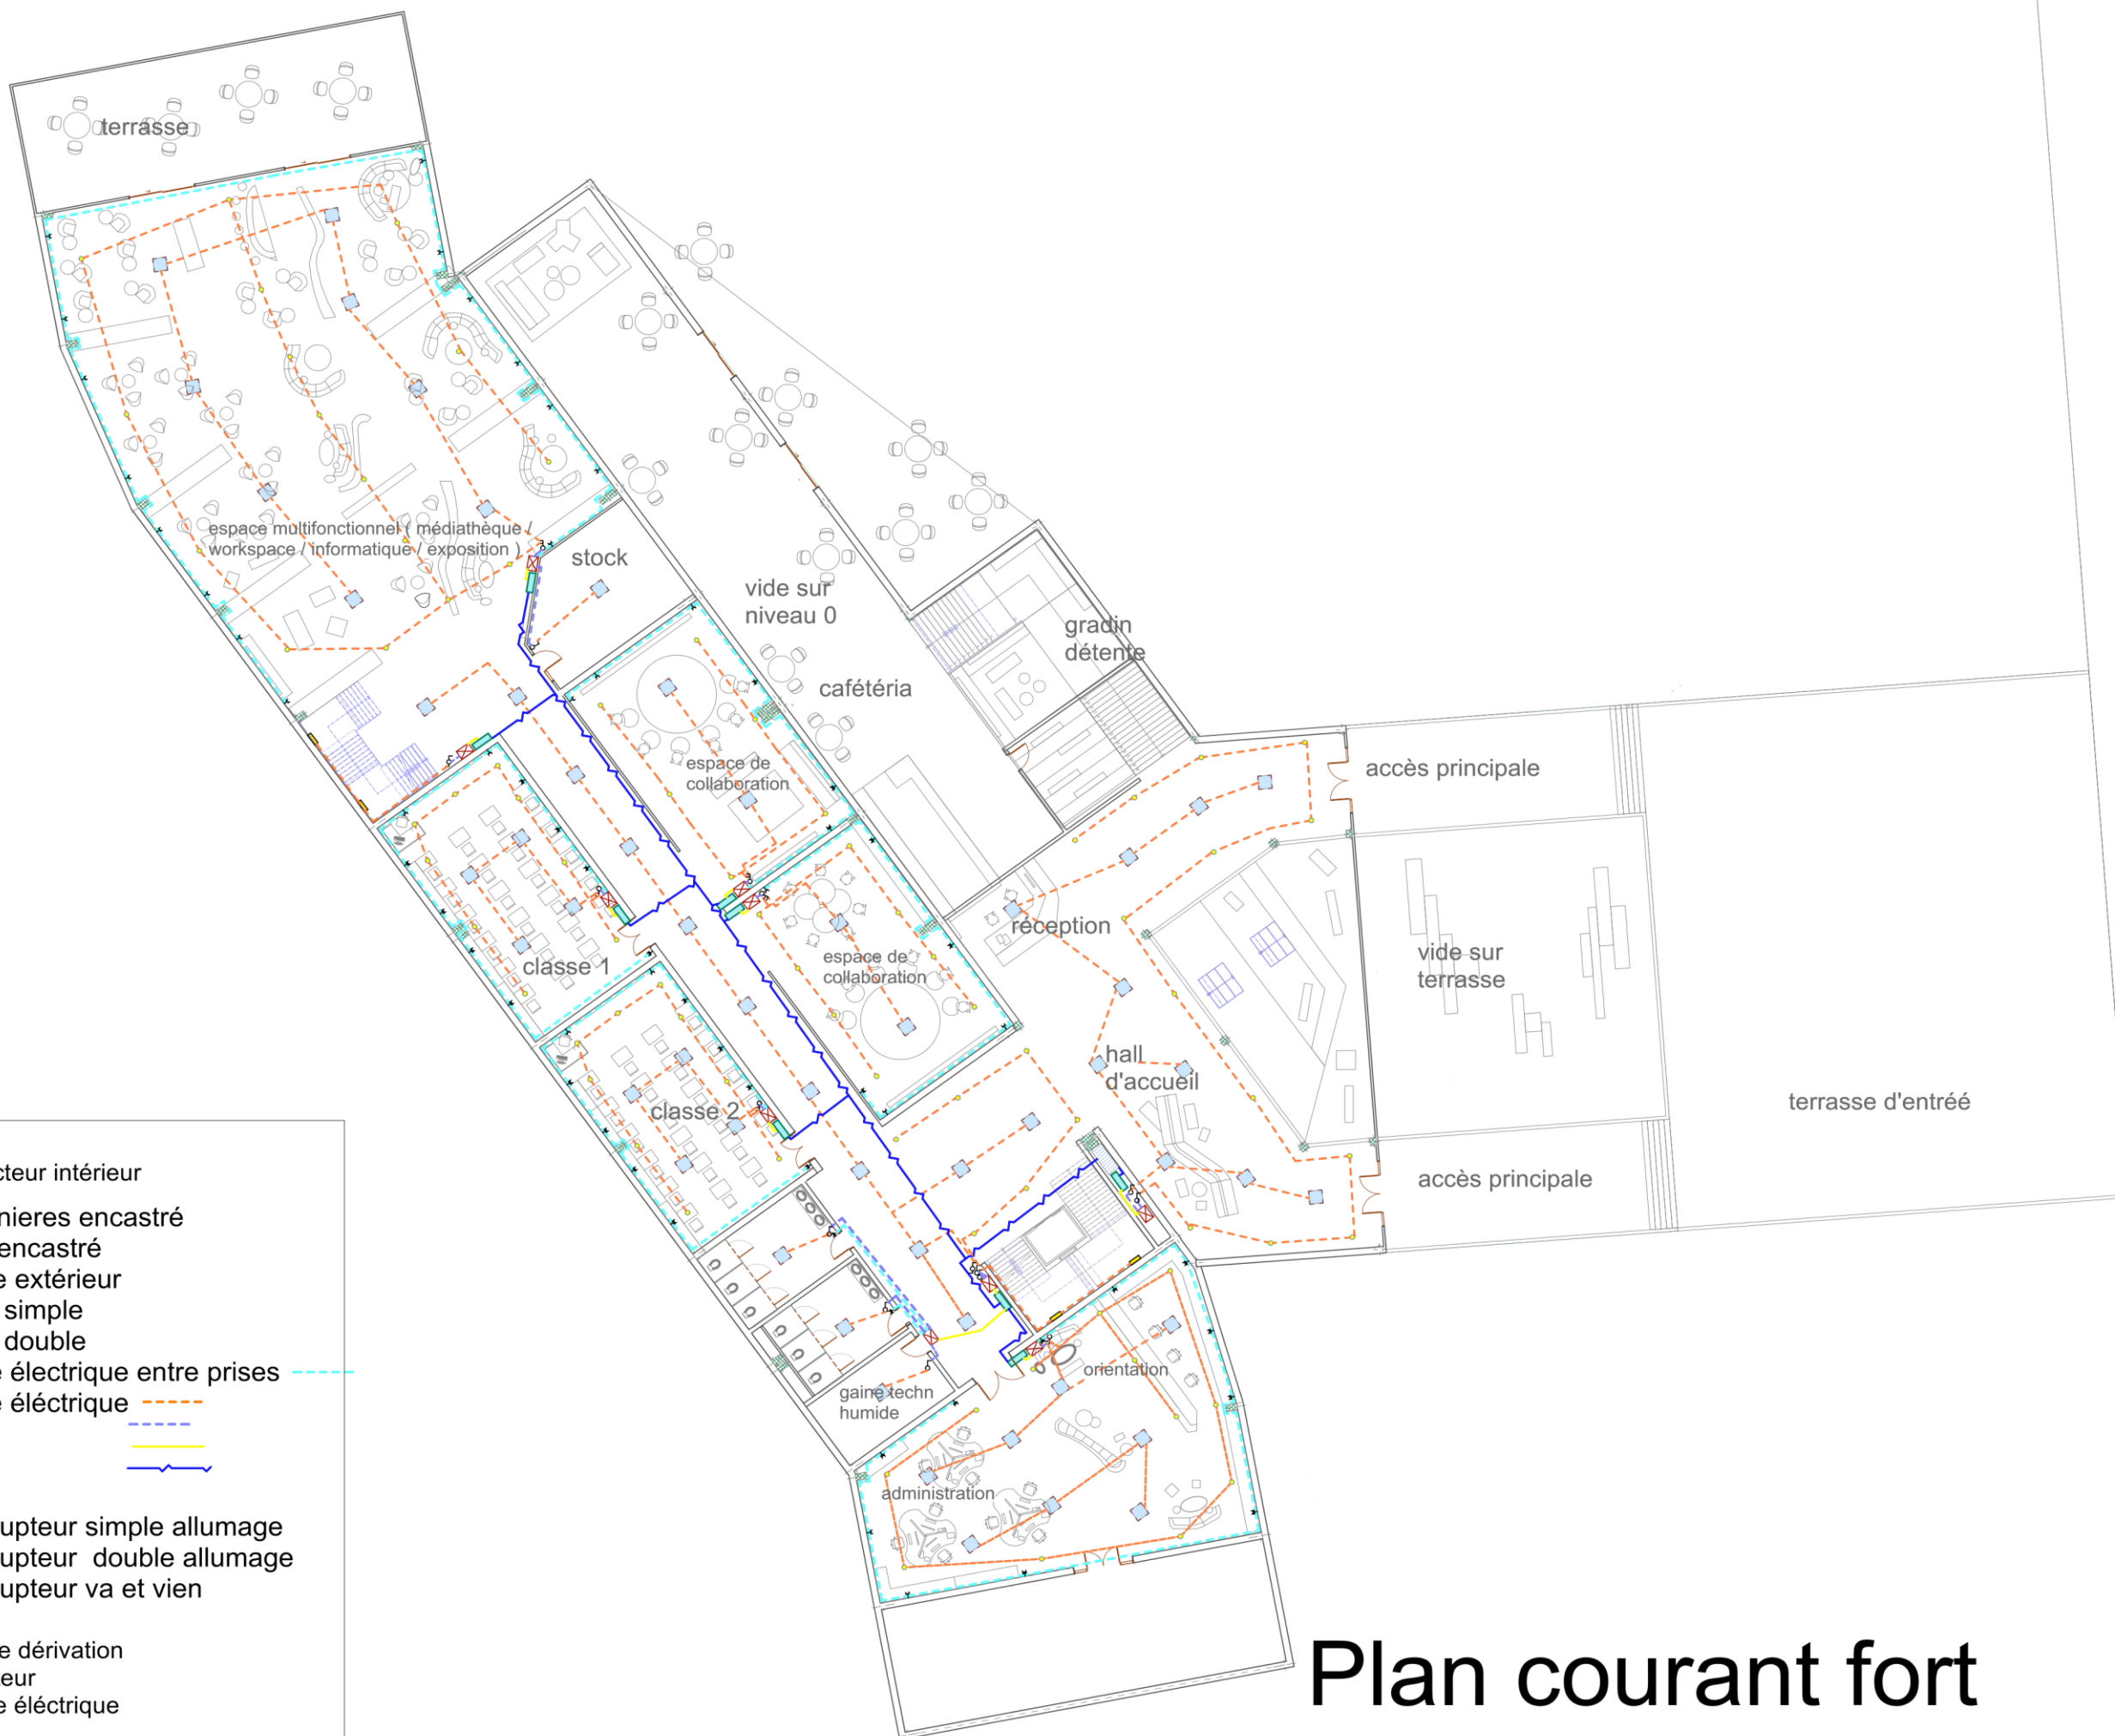 terrasse
espace multifonctionnel ( médiathèque /
workspace / informatique / exposition )
stock
vide sur
niveau 0
gradin
détente
cafétéria
espace de
collaboration
accès principale
réception
classe 1
espace de
collaboration
vide sur
terrasse
hall
d'accueil
classe 2
terrasse d'entréé
accès principale
orientation
gaine techn
humide
administration
cteur intérieur
nieres encastré
encastré
e extérieur
simple
double
e électrique entre prises
e éléctrique
upteur simple allumage
upteur double allumage
upteur va et vien
e dérivation
eur
e éléctrique
Plan courant fort